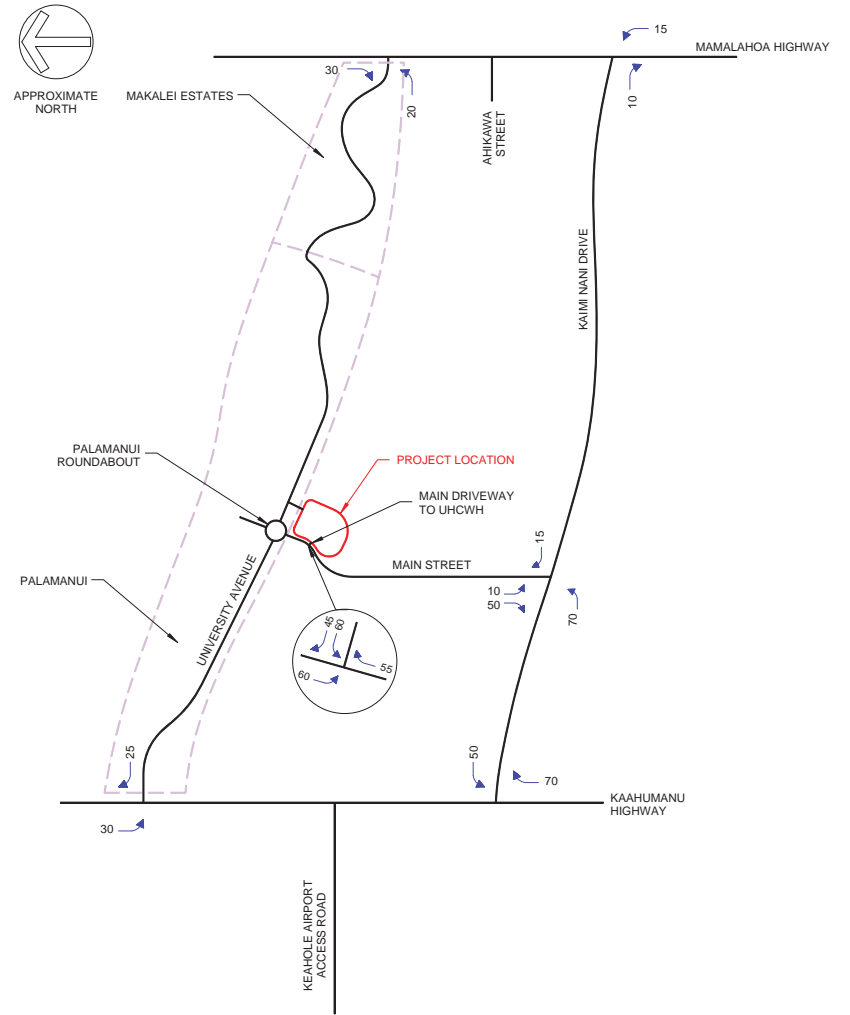 15
MAMALAHOA HIGHWAY
APPROXIMATE
NORTH
30
MAKALEI ESTATES
20
10
AHIKAWA
STREET
KAIMI NANI DRIVE
PALAMANUI
ROUNDABOUT
PROJECT LOCATION
MAIN DRIVEWAY
TO UHCWH
MAIN STREET
15
10
50
70
PALAMANUI
UNIVERSITY AVENUE
45
60
60
55
25
50
70
KAAHUMANU
HIGHWAY
30
KEAHOLE AIRPORT
ACCESS ROAD